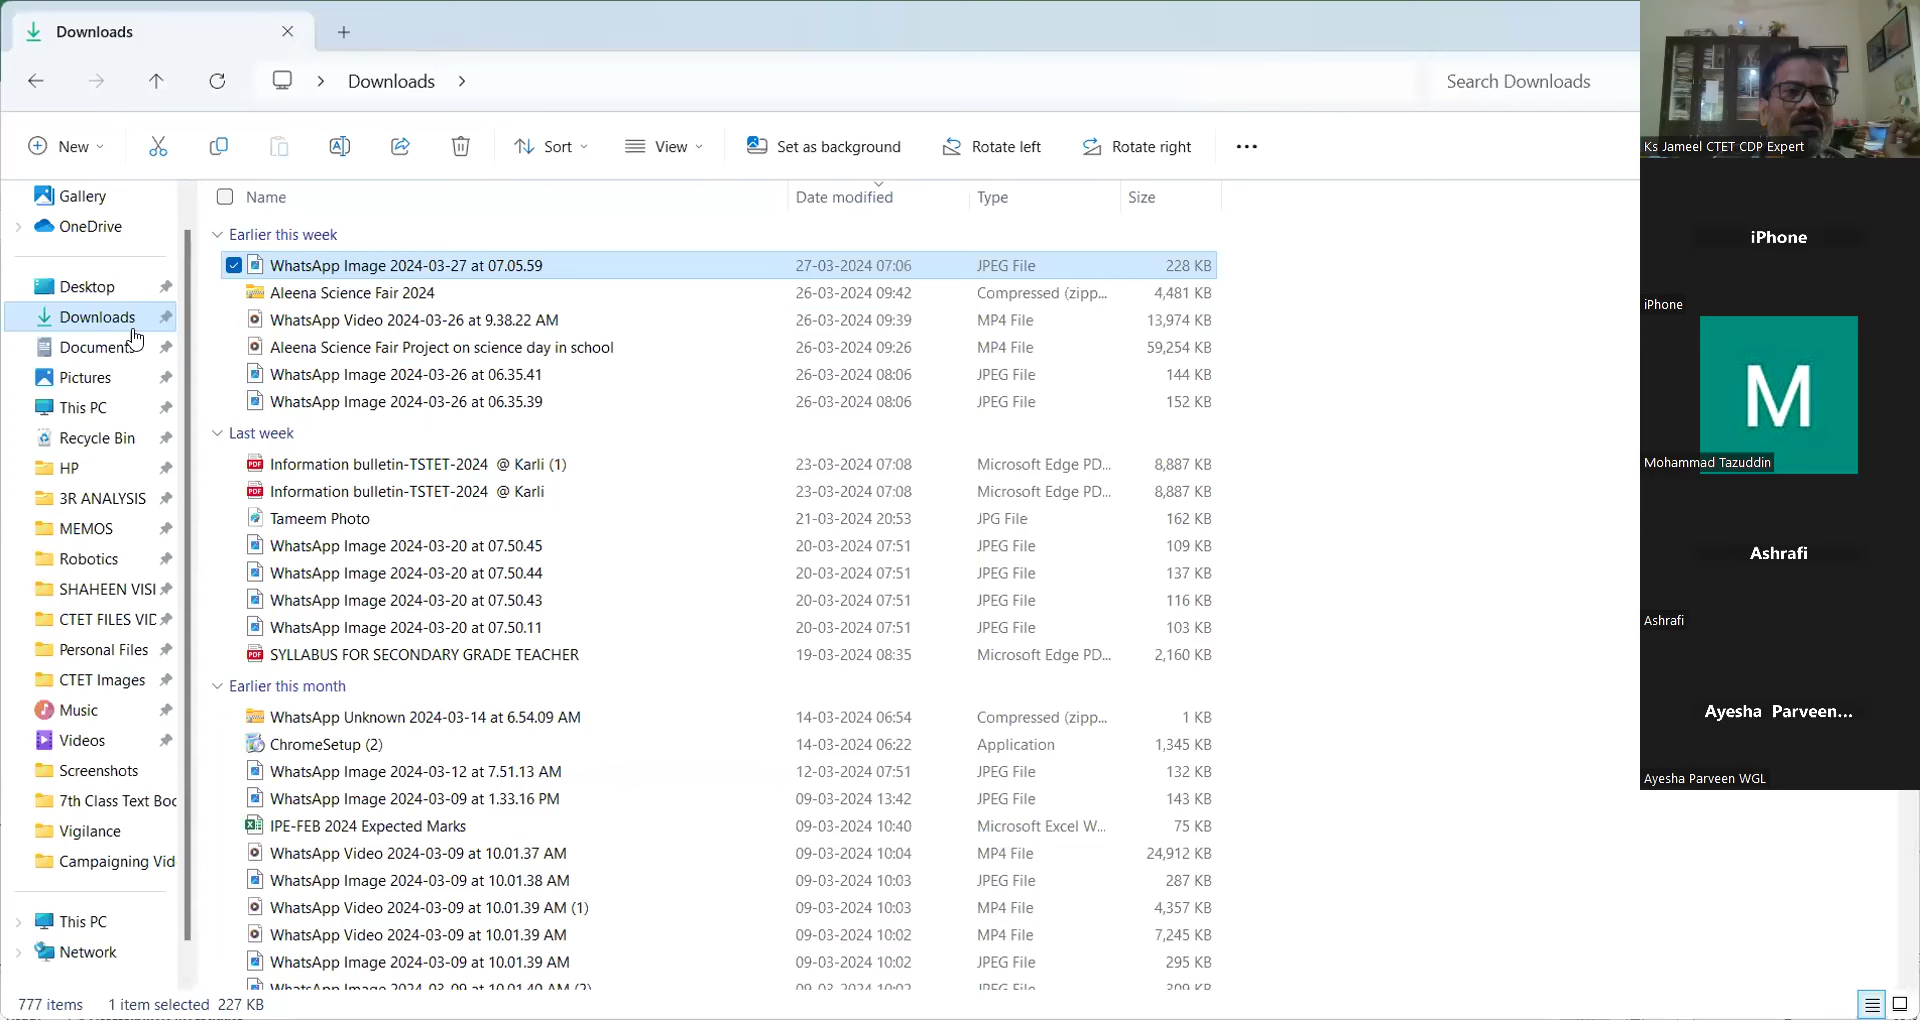 Downloads
Downloads
Search Downloads
New
Sort
View
Set as background
Rotate left
Rotate right
Gallery
OneDrive
Desktop
Downloads
Documents
Pictures
This PC
Recycle Bin
HP
3R ANALYSIS
MEMOS
Robotics
SHAHEEN VISI
CTET FILES VID
Personal Files
CTET Images
Music
Videos
Screenshots
7th Class Text Boo
Vigilance
Campaigning Vid
This PC
Network
Name Date modified Type Size
Earlier this week
WhatsApp Image 2024-03-27 at 07.05.59 27-03-2024 07:06 JPEG File 228 KB
Aleena Science Fair 2024 26-03-2024 09:42 Compressed (zipp... 4,481 KB
WhatsApp Video 2024-03-26 at 9.38.22 AM 26-03-2024 09:39 MP4 File 13,974 KB
Aleena Science Fair Project on science day in school 26-03-2024 09:26 MP4 File 59,254 KB
WhatsApp Image 2024-03-26 at 06.35.41 26-03-2024 08:06 JPEG File 144 KB
WhatsApp Image 2024-03-26 at 06.35.39 26-03-2024 08:06 JPEG File 152 KB
Last week
Information bulletin-TSTET-2024 @ Karli (1) 23-03-2024 07:08 Microsoft Edge PD... 8,887 KB
Information bulletin-TSTET-2024 @ Karli 23-03-2024 07:08 Microsoft Edge PD... 8,887 KB
Tameem Photo 21-03-2024 20:53 JPG File 162 KB
WhatsApp Image 2024-03-20 at 07.50.45 20-03-2024 07:51 JPEG File 109 KB
WhatsApp Image 2024-03-20 at 07.50.44 20-03-2024 07:51 JPEG File 137 KB
WhatsApp Image 2024-03-20 at 07.50.43 20-03-2024 07:51 JPEG File 116 KB
WhatsApp Image 2024-03-20 at 07.50.11 20-03-2024 07:51 JPEG File 103 KB
SYLLABUS FOR SECONDARY GRADE TEACHER 19-03-2024 08:35 Microsoft Edge PD... 2,160 KB
Earlier this month
WhatsApp Unknown 2024-03-14 at 6.54.09 AM 14-03-2024 06:54 Compressed (zipp... 1 KB
ChromeSetup (2) 14-03-2024 06:22 Application 1,345 KB
WhatsApp Image 2024-03-12 at 7.51.13 AM 12-03-2024 07:51 JPEG File 132 KB
WhatsApp Image 2024-03-09 at 1.33.16 PM 09-03-2024 13:42 JPEG File 143 KB
IPE-FEB 2024 Expected Marks 09-03-2024 10:40 Microsoft Excel W... 75 KB
WhatsApp Video 2024-03-09 at 10.01.37 AM 09-03-2024 10:04 MP4 File 24,912 KB
WhatsApp Image 2024-03-09 at 10.01.38 AM 09-03-2024 10:03 JPEG File 287 KB
WhatsApp Video 2024-03-09 at 10.01.39 AM (1) 09-03-2024 10:03 MP4 File 4,357 KB
WhatsApp Video 2024-03-09 at 10.01.39 AM 09-03-2024 10:02 MP4 File 7,245 KB
WhatsApp Image 2024-03-09 at 10.01.39 AM 09-03-2024 10:02 JPEG File 295 KB
WhatsApp Image 2024-03-09 at 10.01.40 AM (2) 09-03-2024 10:02 JPEG File 309 KB
777 items 1 item selected 227 KB
Ks Jameel CTET CDP Expert
iPhone
iPhone
M
Mohammad Tazuddin
Ashrafi
Ashrafi
Ayesha Parveen...
Ayesha Parveen WGL